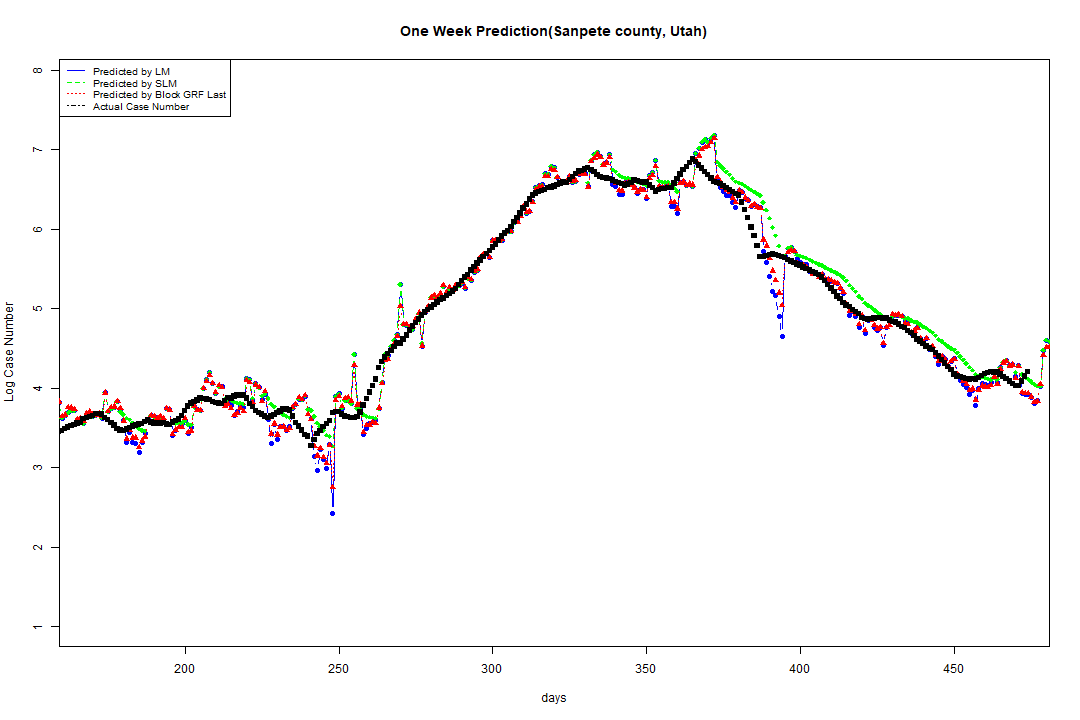 One Week Prediction(Sanpete county, Utah)
Predicted by LM
Predicted by SLM
Predicted by Block GRF Last
Actual Case Number
8
7
6
5
4
3
2
1
Log Case Number
200 250 300 350 400 450
days